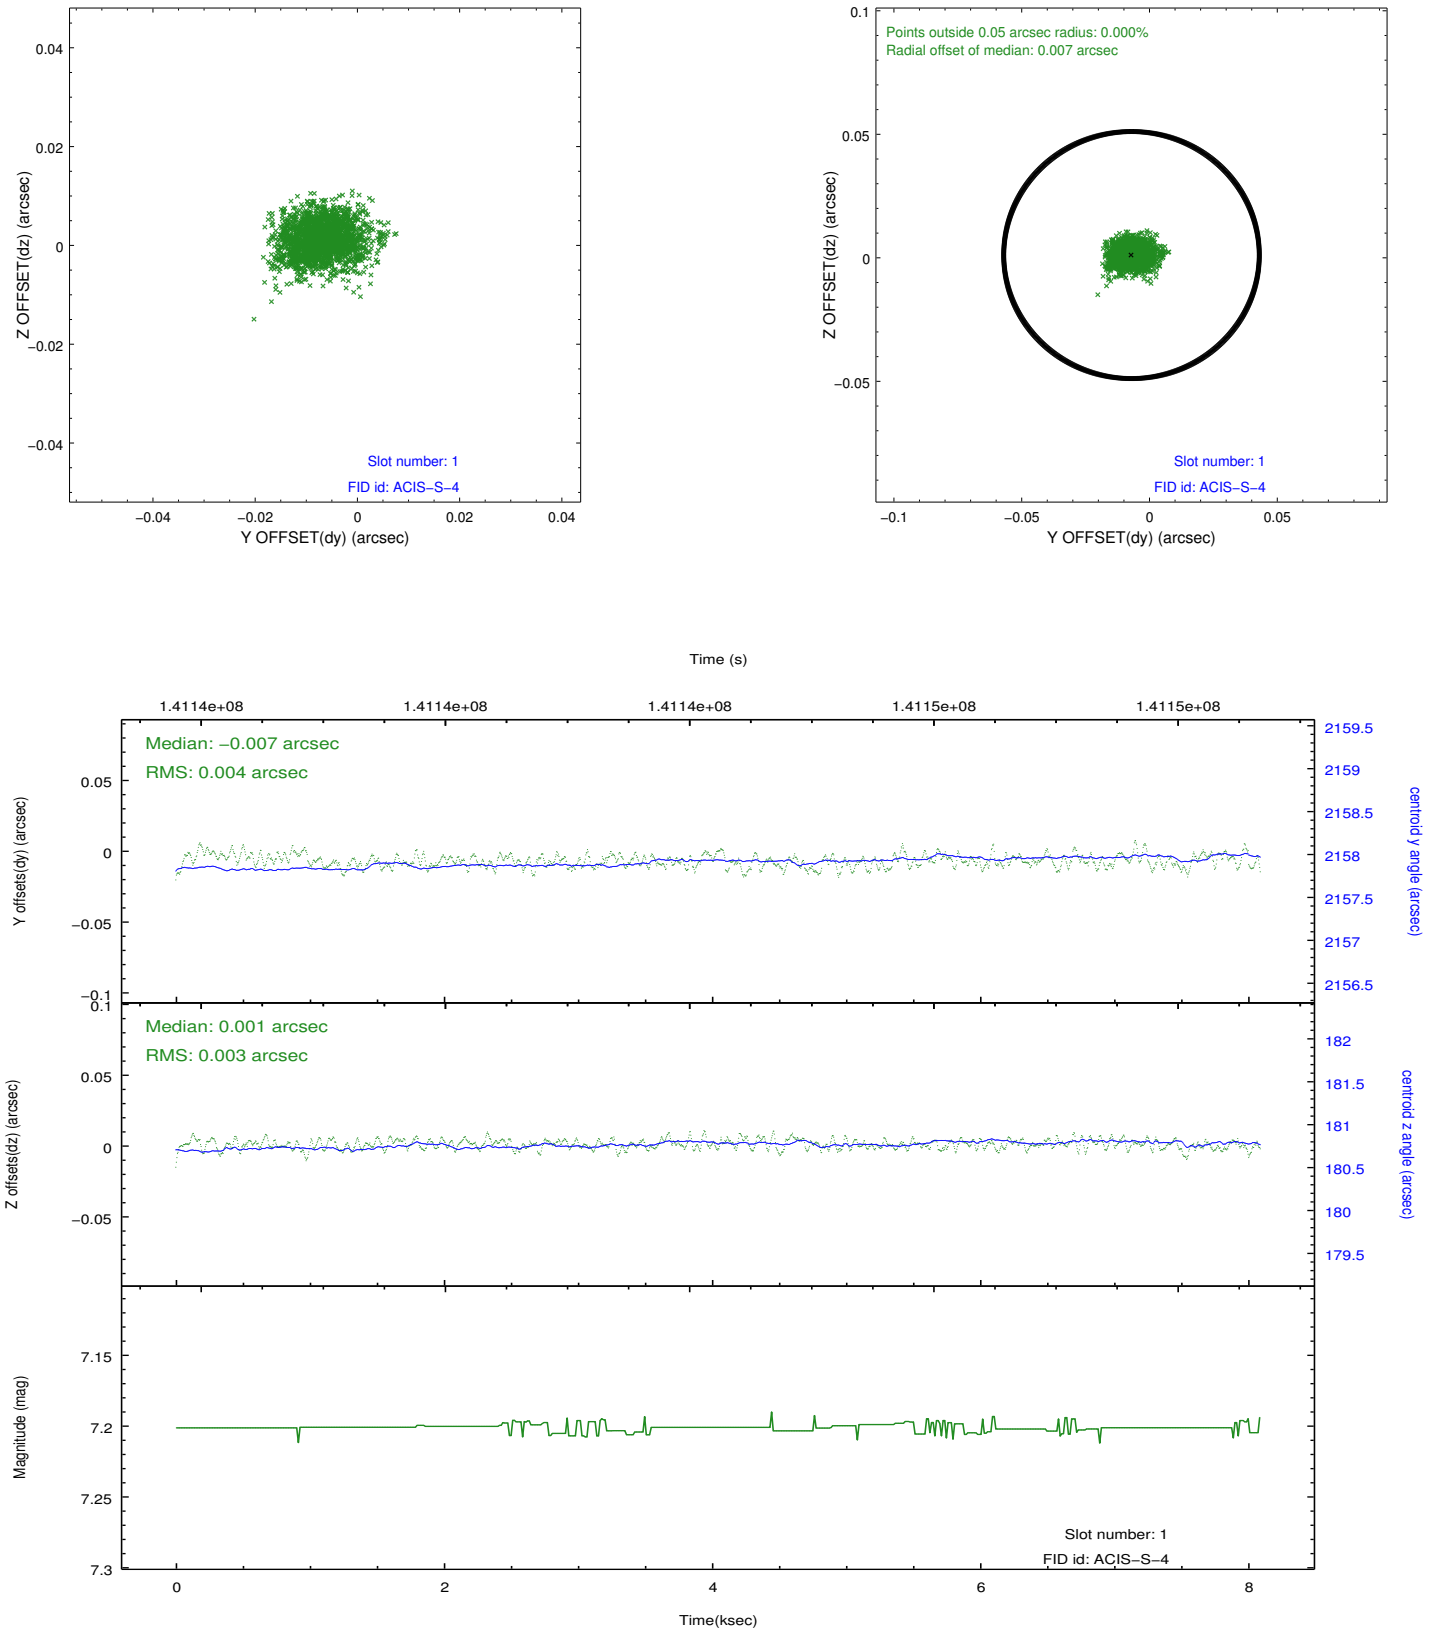 0.04
0.02
0
−0.02
−0.04
Z OFFSET(dz) (arcsec)
Slot number: 1
FID id: ACIS−S−4
−0.04
−0.02
0
0.02
0.04
Y OFFSET(dy) (arcsec)
0.1
0.05
0
−0.05
Z OFFSET(dz) (arcsec)
Points outside 0.05 arcsec radius: 0.000%
Radial offset of median: 0.007 arcsec
Slot number: 1
FID id: ACIS−S−4
−0.1
−0.05
0
0.05
Y OFFSET(dy) (arcsec)
Time (s)
1.4114e+08
1.4114e+08
1.4114e+08
1.4115e+08
1.4115e+08
Median: −0.007 arcsec
RMS: 0.004 arcsec
0.05
0
−0.05
−0.1
Y offsets(dy) (arcsec)
2159.5
2159
2158.5
2158
2157.5
2157
2156.5
centroid y angle (arcsec)
Median: 0.001 arcsec
RMS: 0.003 arcsec
0.1
0.05
0
−0.05
Z offsets(dz) (arcsec)
182
181.5
181
180.5
180
179.5
centroid z angle (arcsec)
7.15
7.2
7.25
7.3
Magnitude (mag)
Slot number: 1
FID id: ACIS−S−4
0
2
4
6
8
Time(ksec)